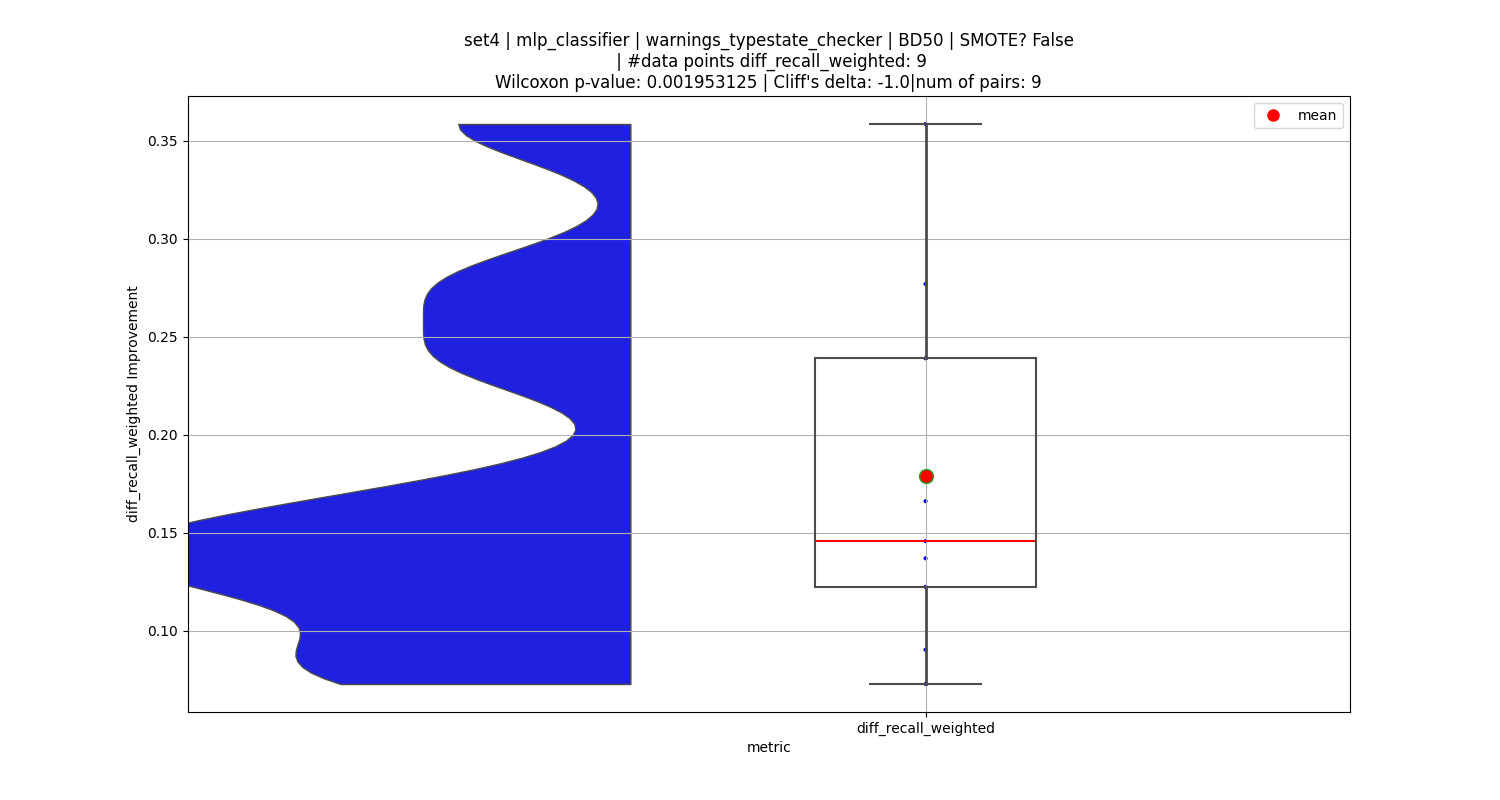 set4 | mlp_classifier | warnings_typestate_checker | BD50 | SMOTE? False
| #data points diff_recall_weighted: 9
Wilcoxon p-value: 0.001953125 | Cliff's delta: -1.0|num of pairs: 9
mean
0.35
0.30
0.25
0.20
0.15
0.10
diff_recall_weighted Improvement
diff_recall_weighted
metric